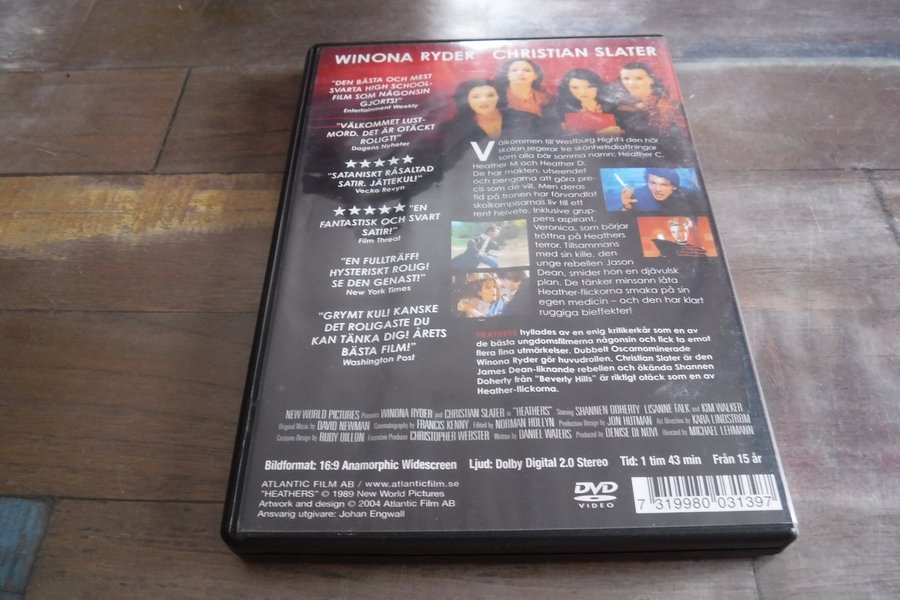 WINONA RYDER CHRISTIAN SLATER
"DEN BÄSTA OCH MEST
SVARTA HIGH SCHOOL-
FILM SOM NÅGONSIN
GJORTS!"
Entertainment Weekly
"VÄLKOMMET LUST-
MORD. DET ÄR OTÄCKT
ROLIGT!"
Dagens Nyheter
"SATANISKT RÅSALTAD
SATIR. JÄTTEKUL!"
Vecko Revyn
"EN
FANTASTISK OCH SVART
SATIR!"
Film Threat
"EN FULLTRÄFF!
HYSTERISKT ROLIG!
SE DEN GENAST!"
New York Times
"GRYMT KUL! KANSKE
DET ROLIGASTE DU
KAN TÄNKA DIG! ÅRETS
BÄSTA FILM!"
Washington Post
Välkommen till Westburg High! I den här
skolan regerar tre skönhetsdrottningar
som alla bär samma namn: Heather C,
Heather M och Heather D.
De har makten, utseendet
och pengarna att göra pre-
cis som de vill. Men deras
tid på tronen har förvandlat
skolkompisarnas liv till ett
rent helvete. Inklusive grup-
pens aspirant,
Veronica, som börjar
tröttna på Heathers
terror. Tillsammans
med sin kille, den
unge rebellen Jason
Dean, smider hon en djävulsk
plan. De tänker minsann låta
Heather-flickorna smaka på sin
egen medicin – och den har klart
ruggiga bieffekter!
HEATHERS hyllades av en enig kritikerkår som en av
de bästa ungdomsfilmerna någonsin och fick ta emot
flera fina utmärkelser. Dubbelt Oscarnominerade
Winona Ryder gör huvudrollen, Christian Slater är den
James Dean-liknande rebellen och ökända Shannen
Doherty från "Beverly Hills" är riktigt otäck som en av
Heather-flickorna.
NEW WORLD PICTURES Presents WINONA RYDER and CHRISTIAN SLATER in "HEATHERS" Starring SHANNEN DOHERTY LISANNE FALK and KIM WALKER
Original Music by DAVID NEWMAN Cinematography by FRANCIS KENNY Film Editing by NORMAN HOLLYN Production Design by JON HUTMAN Art Direction by KARA LINDSTROM
Costume Design by RUDY DILLON Executive Producer CHRISTOPHER WEBSTER Written by DANIEL WATERS Produced by DENISE DI NOVI Directed by MICHAEL LEHMANN
Bildformat: 16:9 Anamorphic Widescreen Ljud: Dolby Digital 2.0 Stereo Tid: 1 tim 43 min Från 15 år
ATLANTIC FILM AB / www.atlanticfilm.se
"HEATHERS" © 1989 New World Pictures
Artwork and design © 2004 Atlantic Film AB
Ansvarig utgivare: Johan Engwall
DVD
VIDEO
7 319980 031397